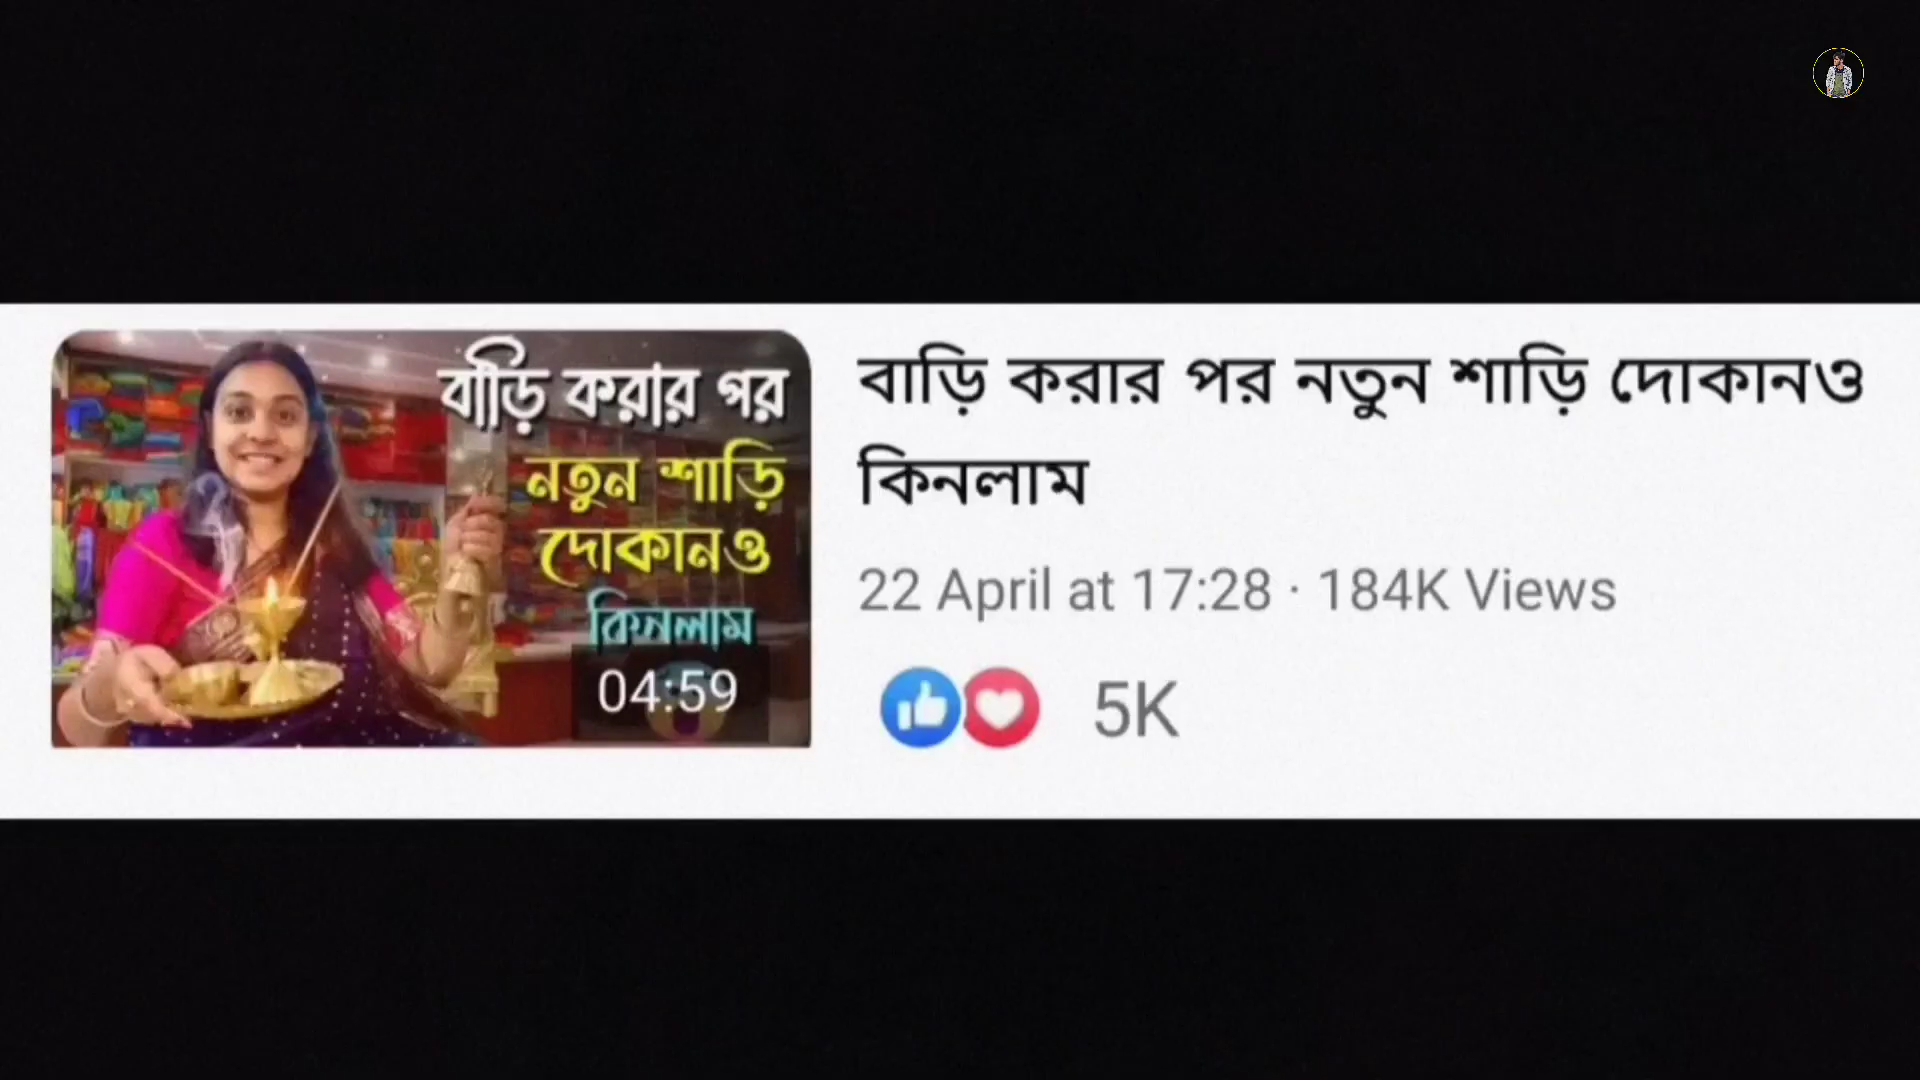 বাড়ি করার পর
নতুন শাড়ি
দোকানও
কিনলাম
04:59
বাড়ি করার পর নতুন শাড়ি দোকানও
কিনলাম
22 April at 17:28 · 184K Views
5K